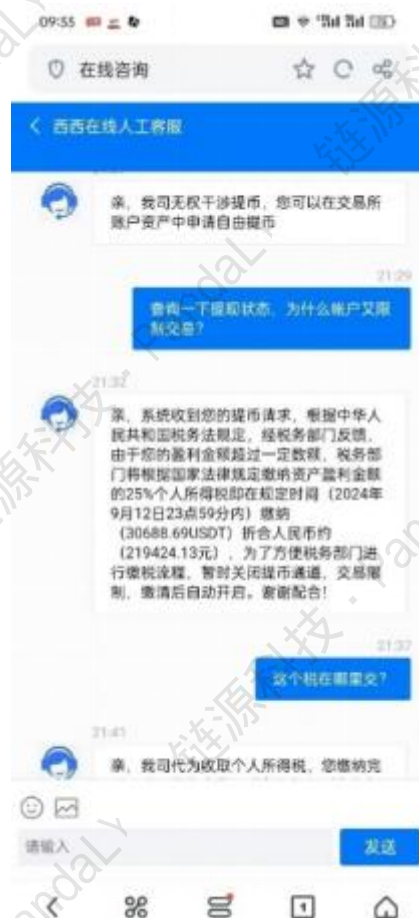 09:55
在线咨询
西西在线人工客服
亲，我司无权干涉提币，您可以在交易所
账户资产中申请自由提币
21:29
查询一下提现状态，为什么帐户又限
制交易？
21:32
亲，系统收到您的提币请求，根据中华人
民共和国税务法规定，经税务部门反馈，
由于您的盈利金额超过一定数额，税务部
门将根据国家法律规定缴纳资产盈利金额
的25%个人所得税即在规定时间（2024年
9月12日23点59分内）缴纳
（30688.69USDT）折合人民币约
（219424.13元），为了方便税务部门进
行缴税流程，暂时关闭提币通道，交易限
制，缴清后自动开启。谢谢配合！
21:37
这个税在哪里交？
21:41
亲，我司代为收取个人所得税，您缴纳完
请输入
发送
1
链源科技 · PandaLy